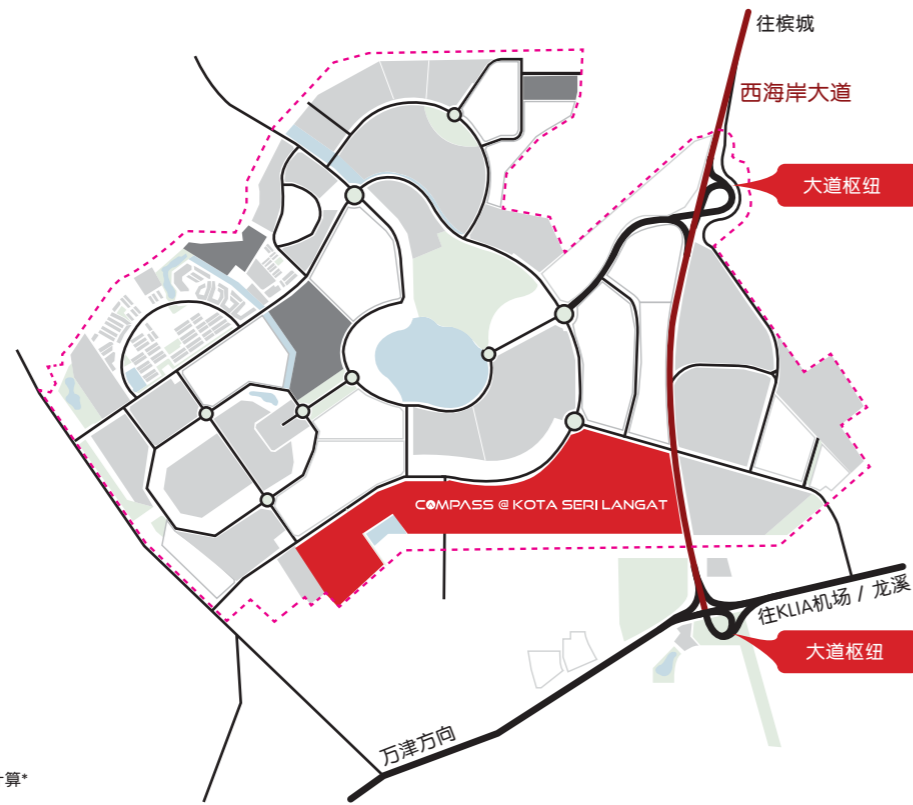 往槟城
西海岸大道
大道枢纽
COMPASS @ KOTA SERI LANGAT
往KLIA机场 / 龙溪
大道枢纽
万津方向
算*